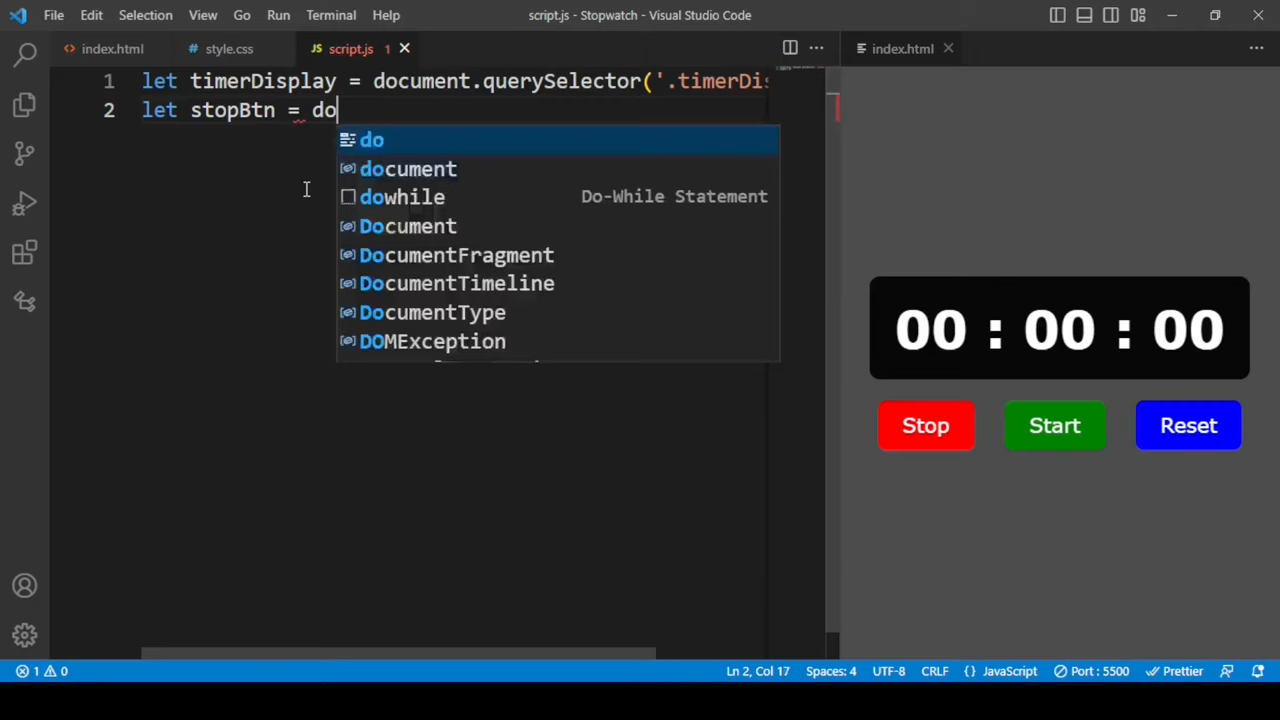 File Edit Selection View Go Run Terminal Help script.js - Stopwatch - Visual Studio Code
index.html style.css JS script.js 1 index.html
1 let timerDisplay = document.querySelector('.timerDis
2 let stopBtn = do
do
document
dowhile Do-While Statement
Document
DocumentFragment
DocumentTimeline
DocumentType
DOMException
00 : 00 : 00
Stop Start Reset
1 0 Ln 2, Col 17 Spaces: 4 UTF-8 CRLF {} JavaScript Port : 5500 Prettier